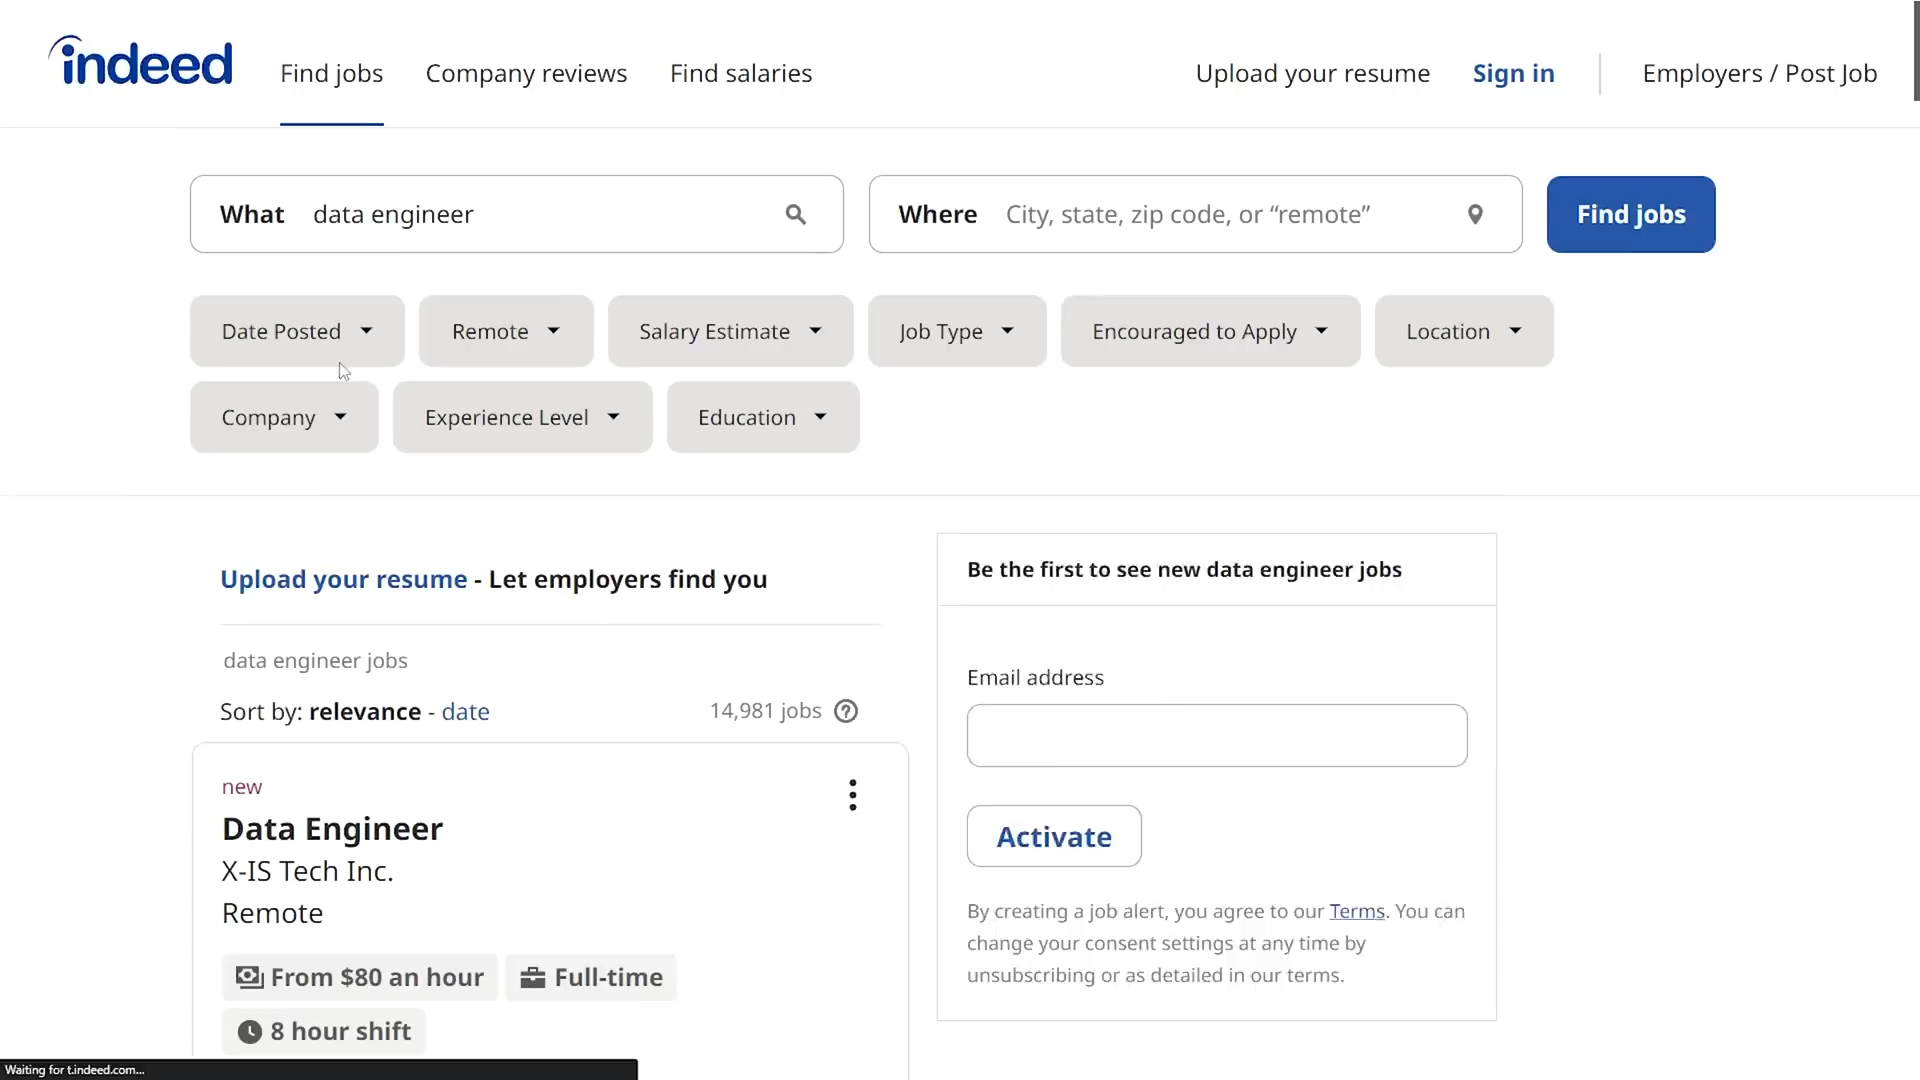 indeed
Find jobs Company reviews Find salaries Upload your resume Sign in Employers / Post Job
What data engineer Where City, state, zip code, or “remote” Find jobs
Date Posted Remote Salary Estimate Job Type Encouraged to Apply Location
Company Experience Level Education
Upload your resume - Let employers find you
data engineer jobs
Sort by: relevance - date 14,981 jobs ?
new
Data Engineer
X-IS Tech Inc.
Remote
From $80 an hour Full-time
8 hour shift
Be the first to see new data engineer jobs
Email address
Activate
By creating a job alert, you agree to our Terms. You can
change your consent settings at any time by
unsubscribing or as detailed in our terms.
Waiting for t.indeed.com...